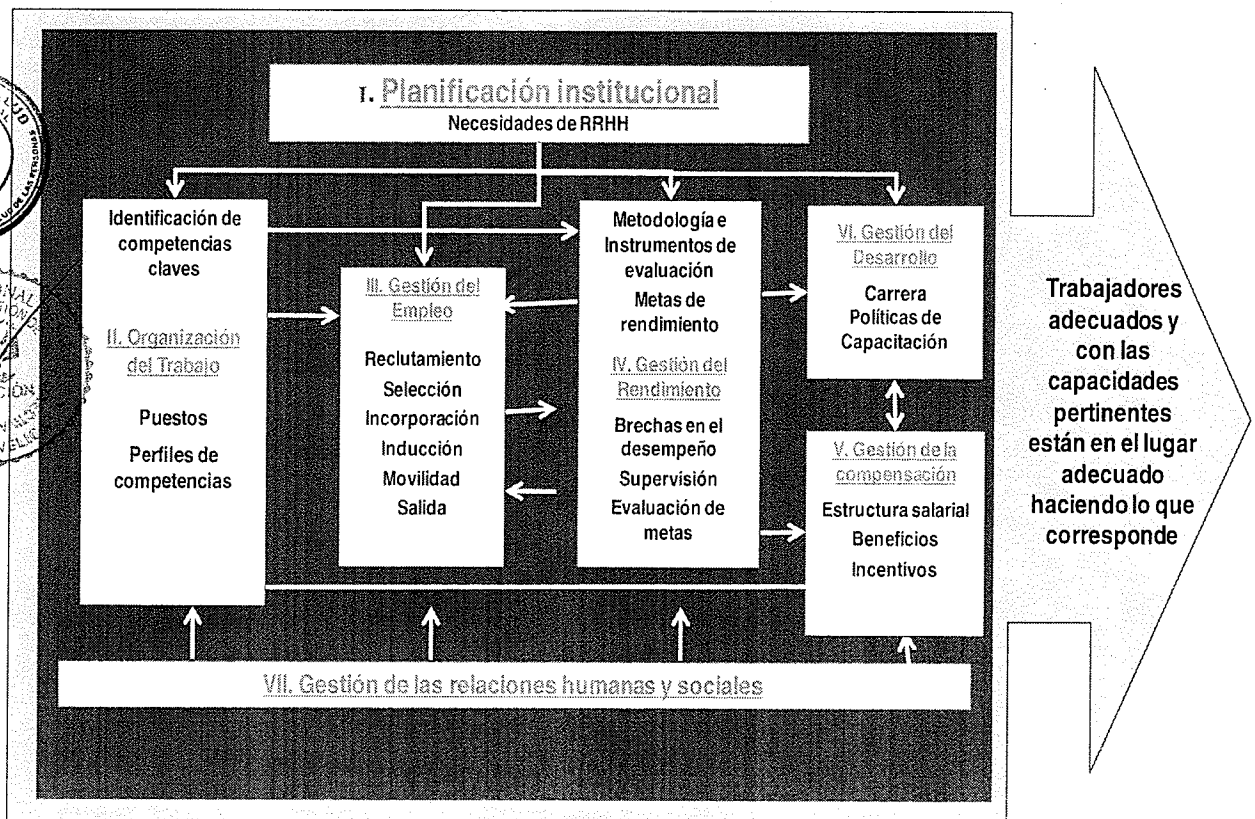 I. Planificación institucional
Necesidades de RRHH
Identificación de
competencias
claves
II. Organización
del Trabajo
Puestos
Perfiles de
competencias
III. Gestión del
Empleo
Reclutamiento
Selección
Incorporación
Inducción
Movilidad
Salida
Metodología e
Instrumentos de
evaluación
Metas de
rendimiento
IV. Gestión del
Rendimiento
Brechas en el
desempeño
Supervisión
Evaluación de
metas
VI. Gestión del
Desarrollo
Carrera
Políticas de
Capacitación
V. Gestión de la
compensación
Estructura salarial
Beneficios
Incentivos
VII. Gestión de las relaciones humanas y sociales
Trabajadores
adecuados y
con las
capacidades
pertinentes
están en el lugar
adecuado
haciendo lo que
corresponde
DE LAS PERSONAS